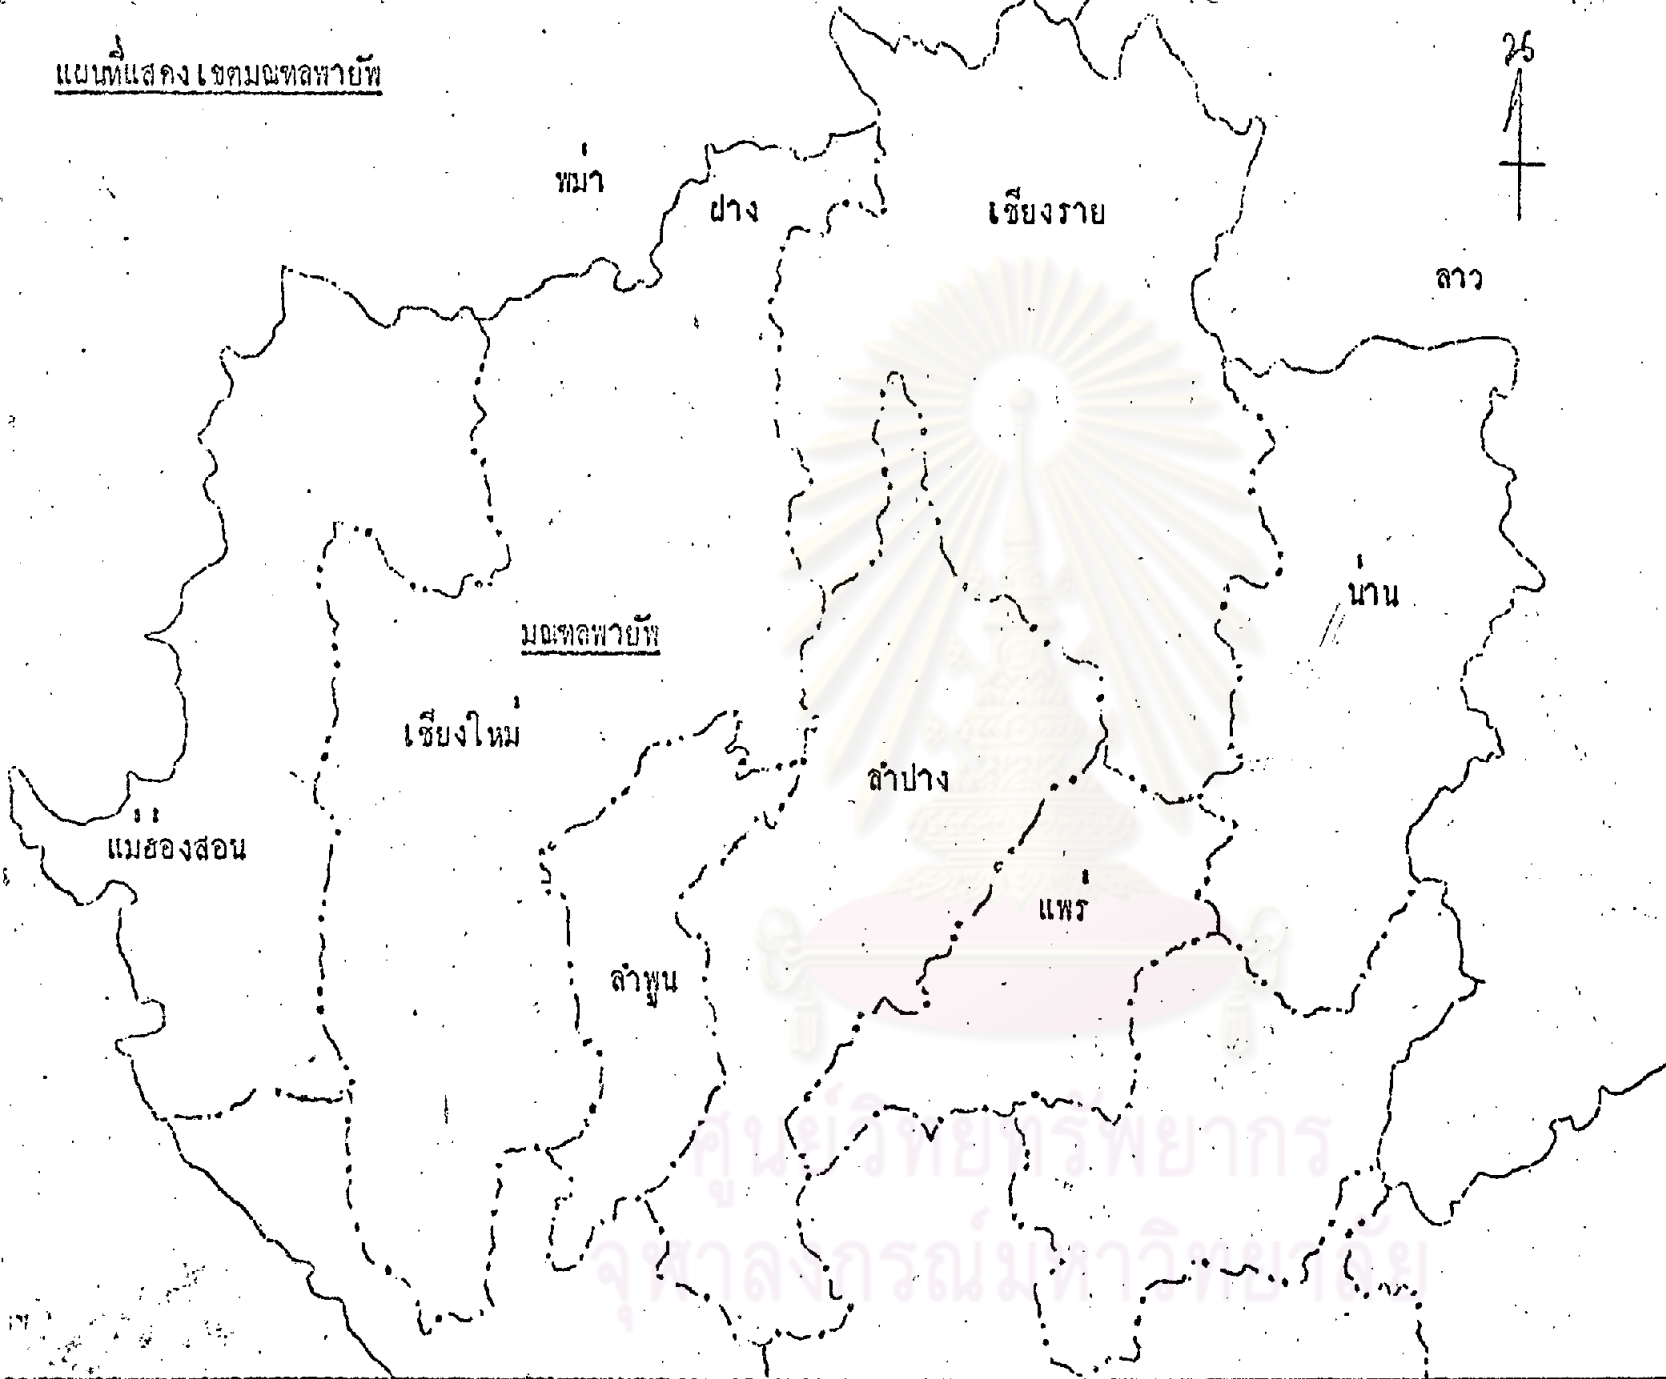 แผนที่แสดงเขตมณฑลพายัพ
พม่า
ฝาง
เชียงราย
ลาว
น่าน
มณฑลพายัพ
เชียงใหม่
ลำปาง
แม่ฮ่องสอน
แพร่
ลำพูน
ศูนย์วิทยทรัพยากร
จุฬาลงกรณ์มหาวิทยาลัย